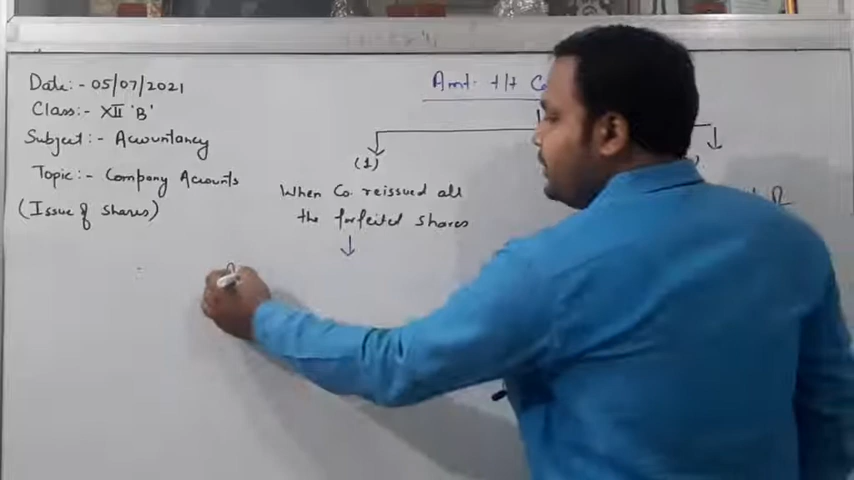 Date:- 05/07/2021
Class:- XII 'B'
Subject:- Accountancy
Topic:- Company Accounts
(Issue of shares)
Amt. t/t
(1)
When Co reissued all
the forfeited shares